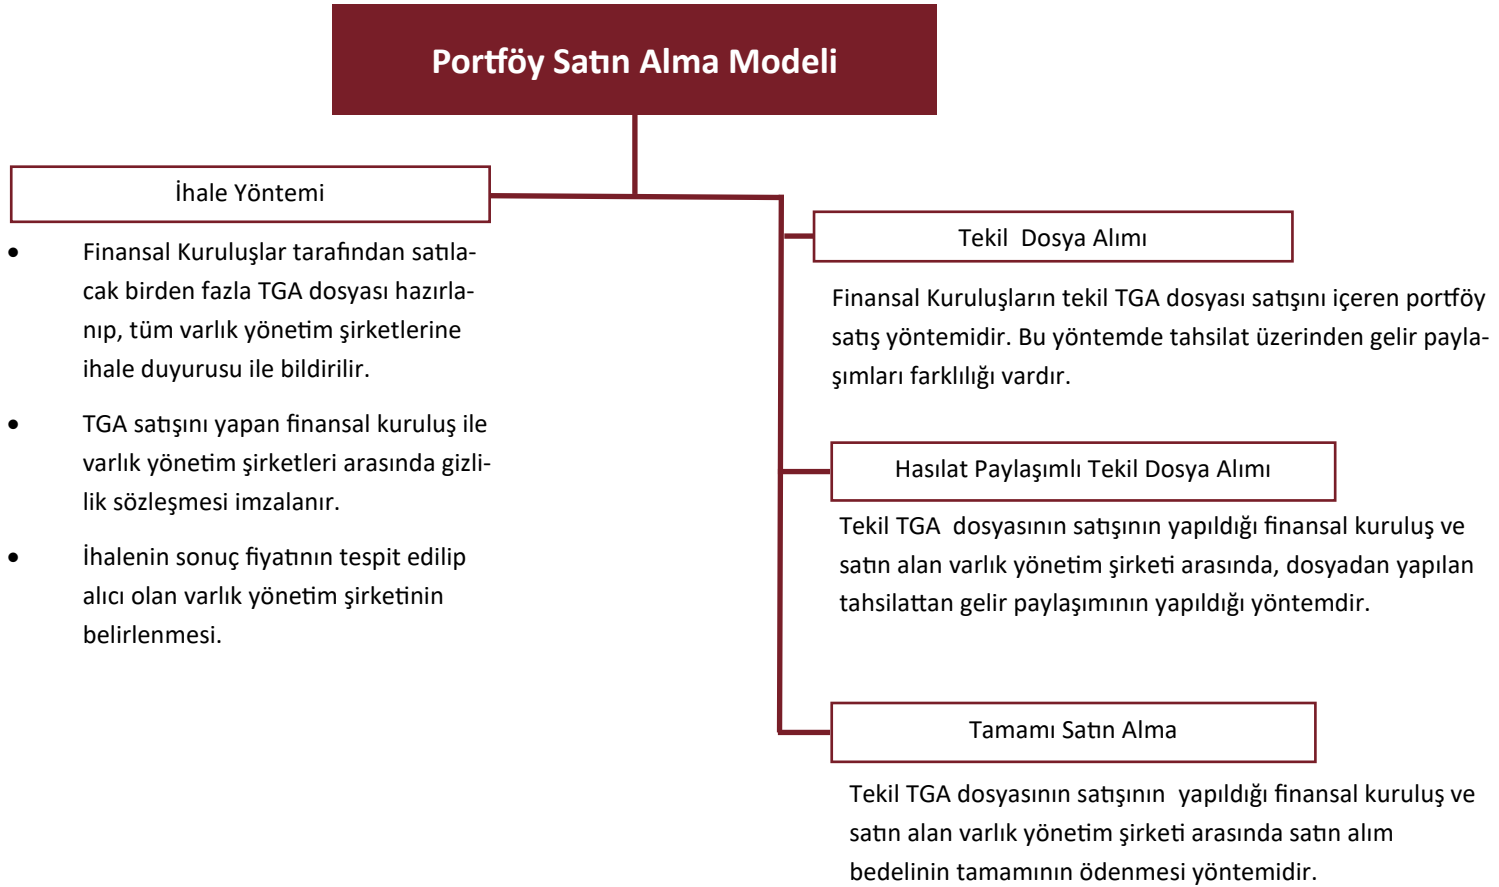 Portföy Satın Alma Modeli
İhale Yöntemi
• Finansal Kuruluşlar tarafından satıla-
cak birden fazla TGA dosyası hazırla-
nıp, tüm varlık yönetim şirketlerine
ihale duyurusu ile bildirilir.
• TGA satışını yapan finansal kuruluş ile
varlık yönetim şirketleri arasında gizli-
lik sözleşmesi imzalanır.
• İhalenin sonuç fiyatının tespit edilip
alıcı olan varlık yönetim şirketinin
belirlenmesi.
Tekil Dosya Alımı
Finansal Kuruluşların tekil TGA dosyası satışını içeren portföy
satış yöntemidir. Bu yöntemde tahsilat üzerinden gelir payla-
şımları farklılığı vardır.
Hasılat Paylaşımlı Tekil Dosya Alımı
Tekil TGA dosyasının satışının yapıldığı finansal kuruluş ve
satın alan varlık yönetim şirketi arasında, dosyadan yapılan
tahsilattan gelir paylaşımının yapıldığı yöntemdir.
Tamamı Satın Alma
Tekil TGA dosyasının satışının yapıldığı finansal kuruluş ve
satın alan varlık yönetim şirketi arasında satın alım
bedelinin tamamının ödenmesi yöntemidir.